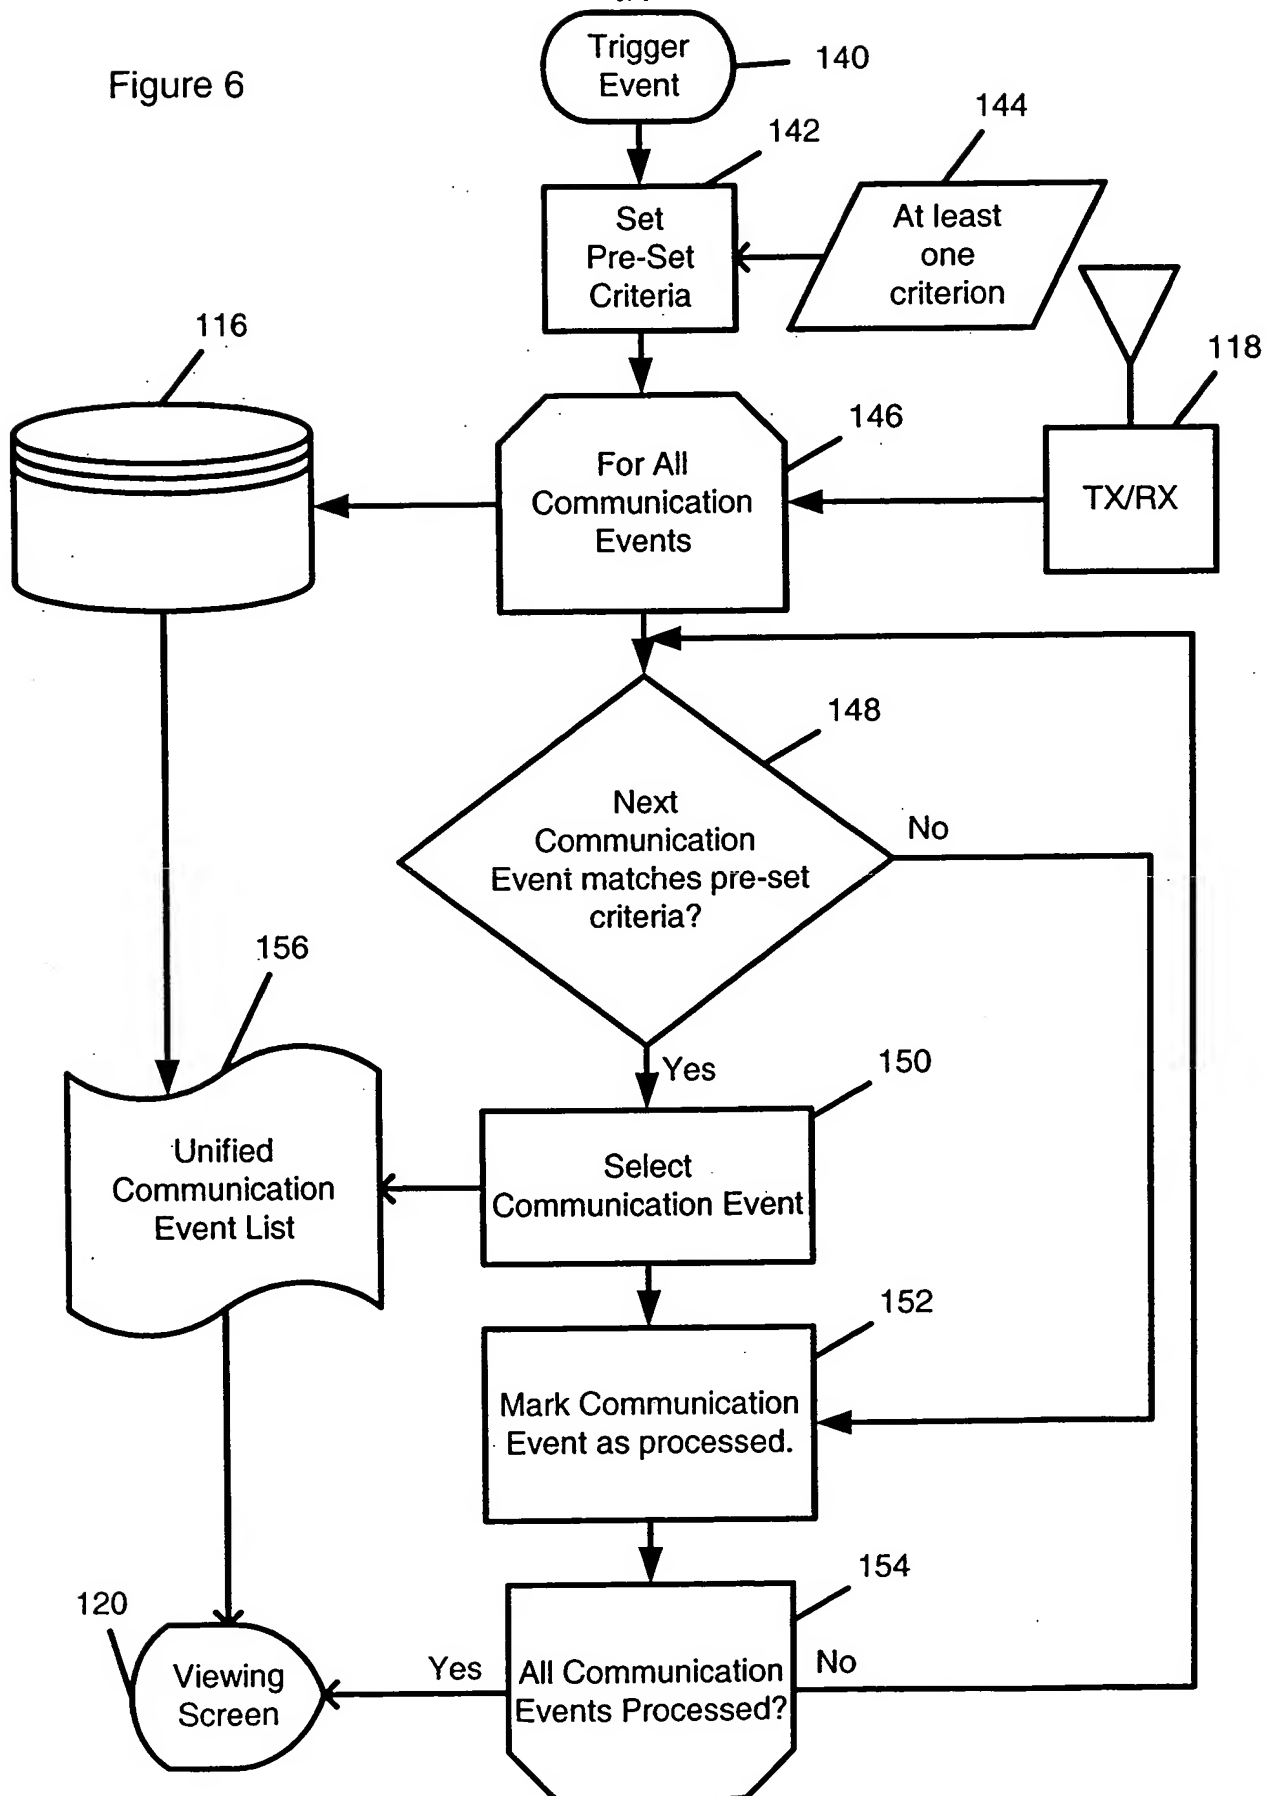 Trigger
Event
140
Figure 6
144
142
Set
Pre-Set
Criteria
At least
one
criterion
116
118
146
For All
Communication
Events
TX/RX
148
Next
Communication
Event matches pre-set
criteria?
No
156
Yes
150
Unified
Communication
Event List
Select
Communication Event
152
Mark Communication
Event as processed.
154
120
Viewing
Screen
Yes
All Communication
Events Processed?
No